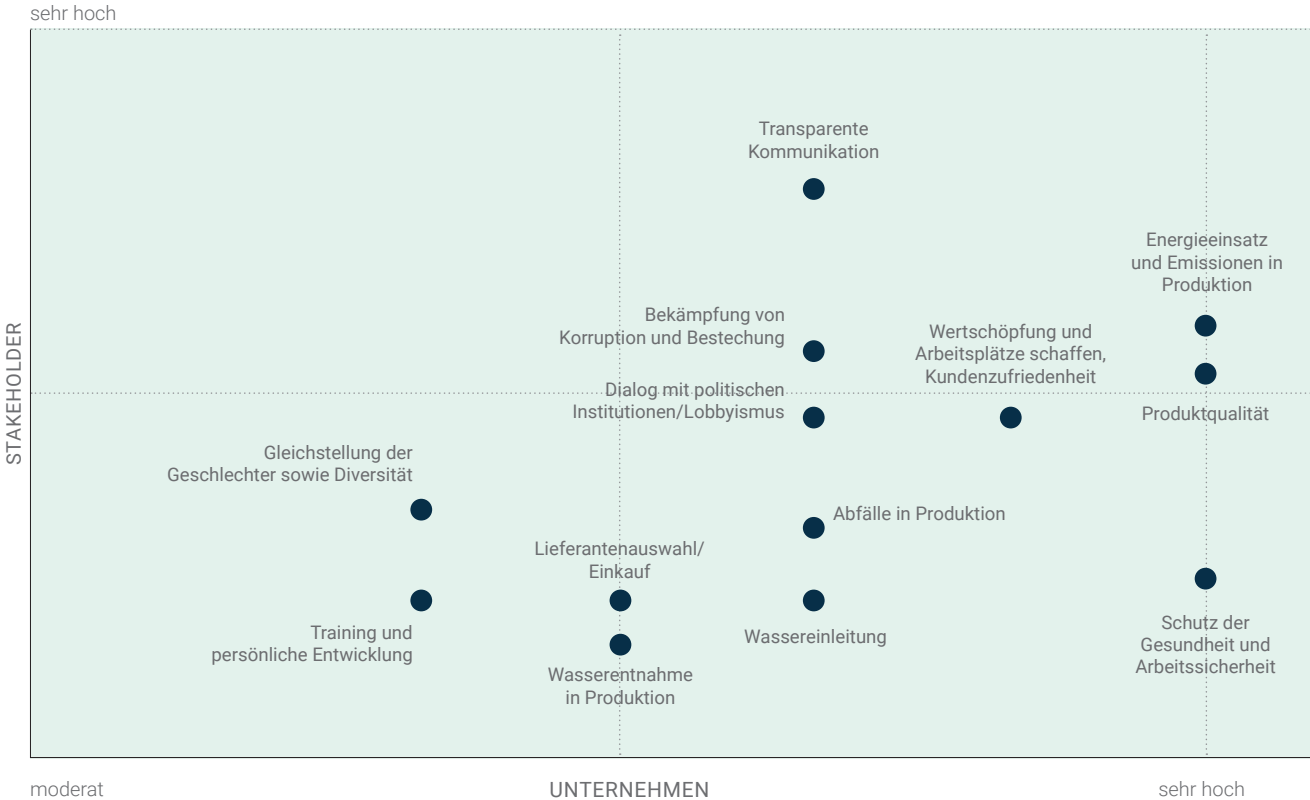 sehr hoch
Transparente
Kommunikation
Energieeinsatz
und Emissionen in
Produktion
Bekämpfung von
Korruption und Bestechung
Wertschöpfung und
Arbeitsplätze schaffen,
Kundenzufriedenheit
Dialog mit politischen
Institutionen/Lobbyismus
Produktqualität
STAKEHOLDER
Gleichstellung der
Geschlechter sowie Diversität
Abfälle in Produktion
Lieferantenauswahl/
Einkauf
Training und
persönliche Entwicklung
Wassereinleitung
Schutz der
Gesundheit und
Arbeitssicherheit
Wasserentnahme
in Produktion
moderat
UNTERNEHMEN
sehr hoch